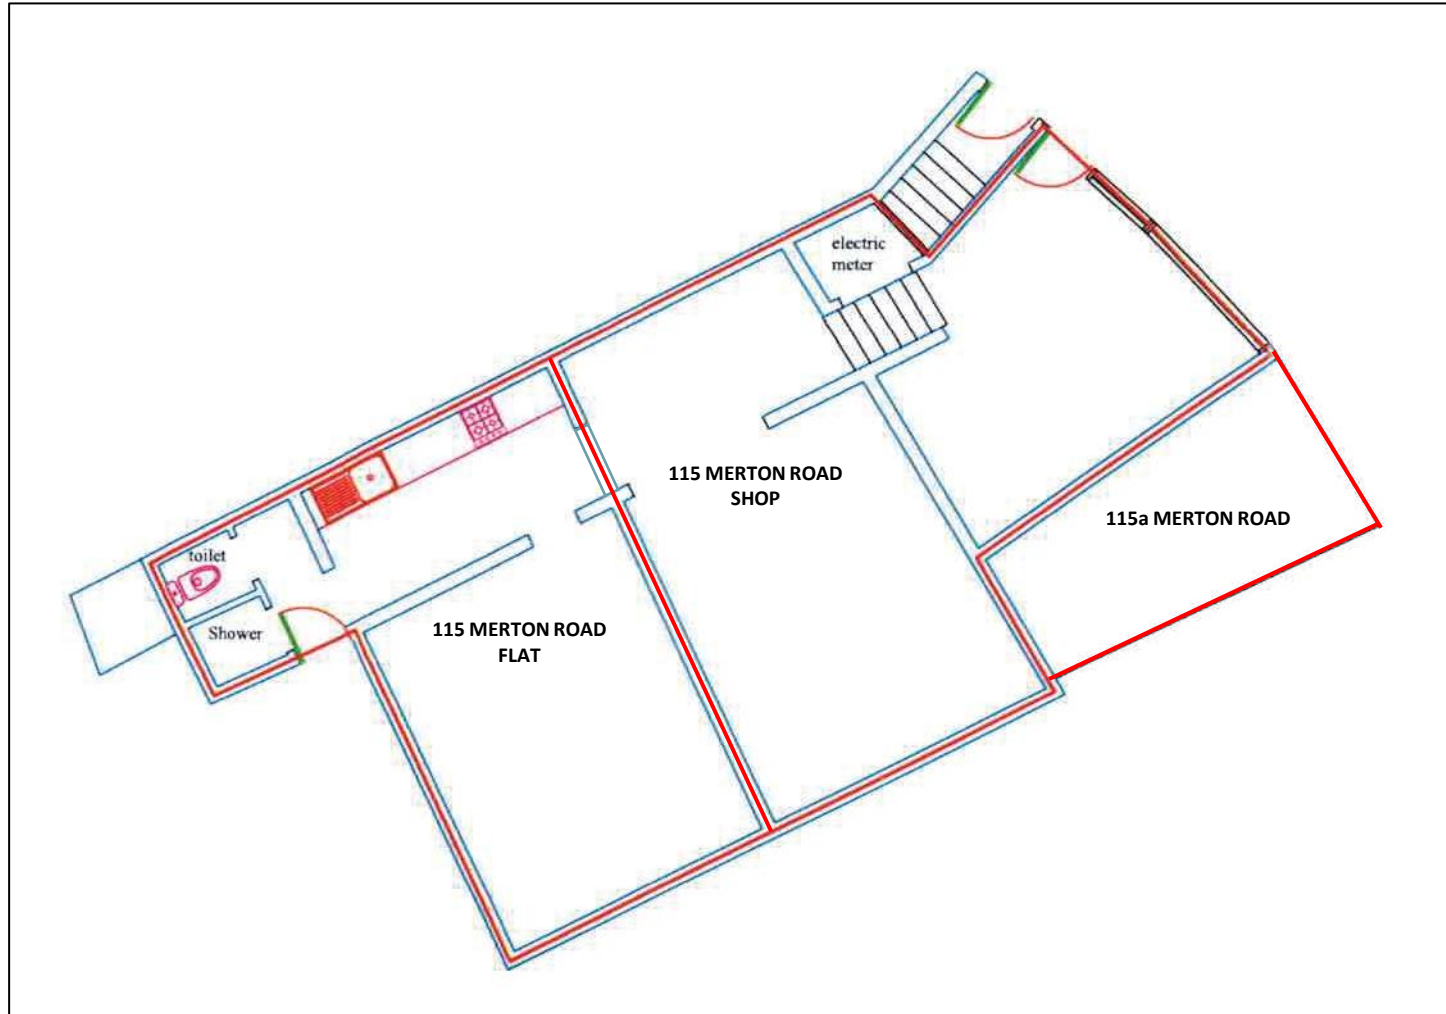 electric
meter
115 MERTON ROAD
SHOP
115a MERTON ROAD
toilet
Shower
115 MERTON ROAD
FLAT